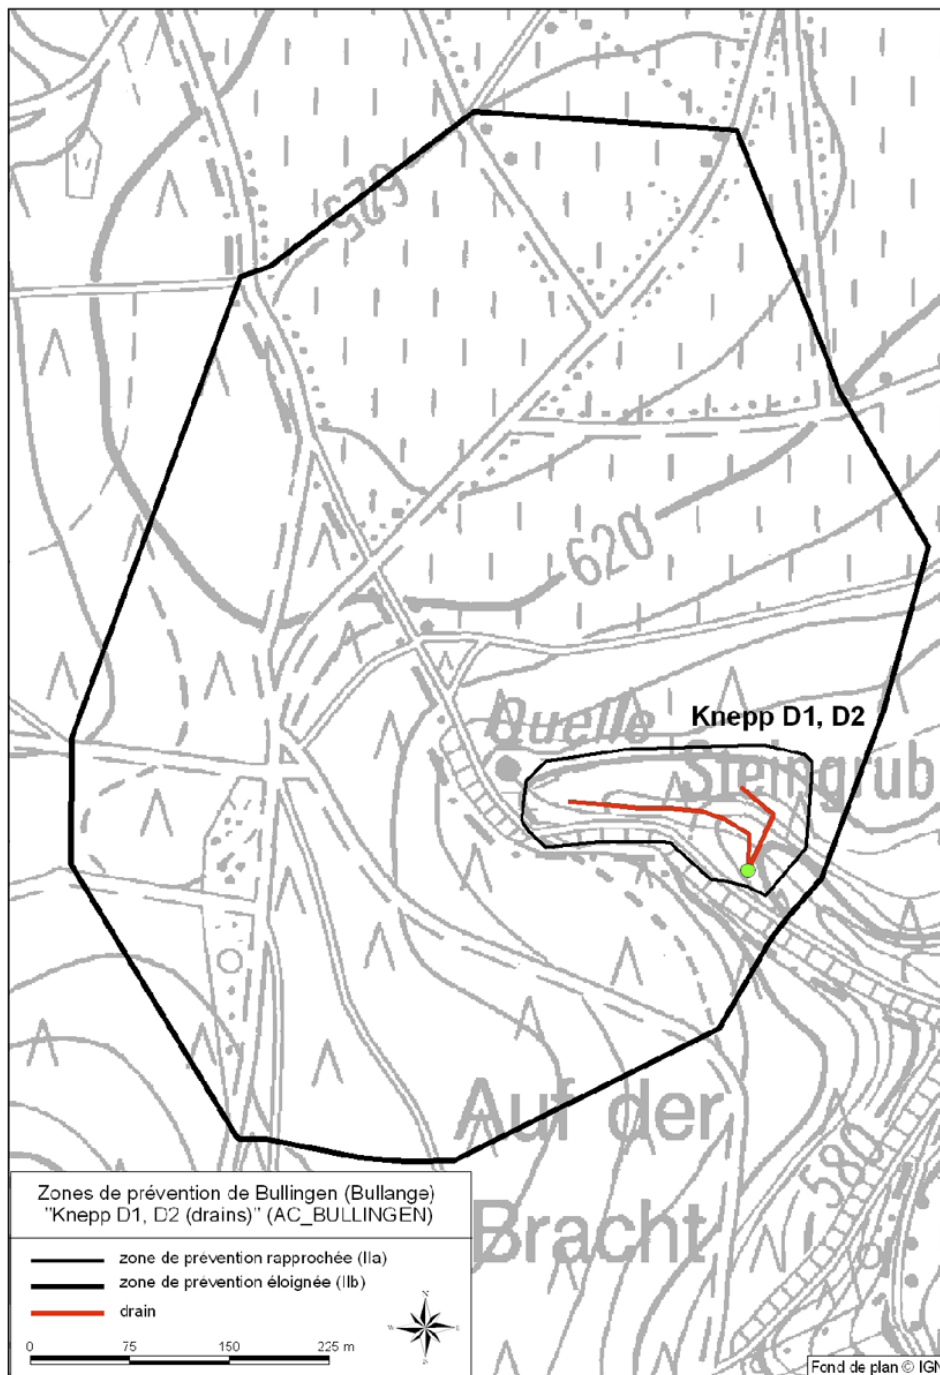 625
620
Quelle
Knepp D1, D2
Steingrub
Auf der
Bracht
580
Zones de prévention de Bullingen (Bullange)
"Knepp D1, D2 (drains)" (AC_BULLINGEN)
zone de prévention rapprochée (IIa)
zone de prévention éloignée (IIb)
drain
N
W E
S
0 75 150 225 m
Fond de plan © IGN